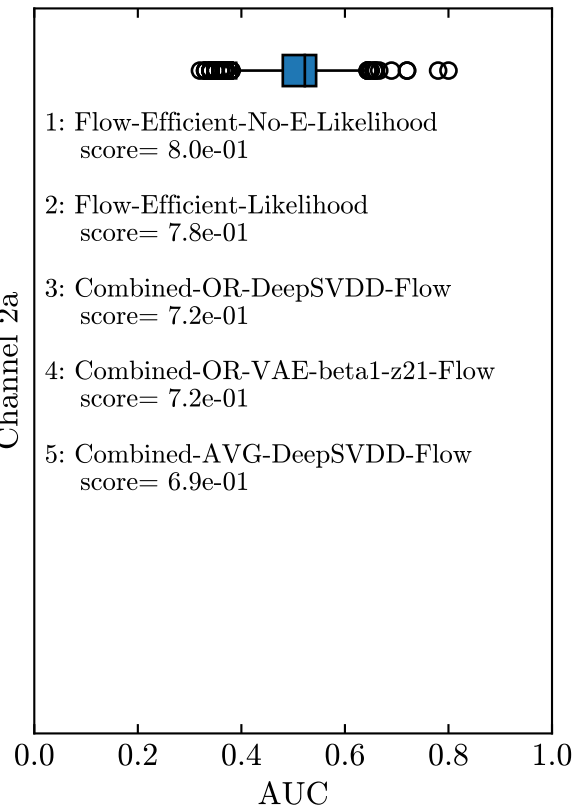 1: Flow-Efficient-No-E-Likelihood
score= 8.0e-01
2: Flow-Efficient-Likelihood
score= 7.8e-01
3: Combined-OR-DeepSVDD-Flow
score= 7.2e-01
4: Combined-OR-VAE-beta1-z21-Flow
score= 7.2e-01
5: Combined-AVG-DeepSVDD-Flow
score= 6.9e-01
Channel 2a
0.0 0.2 0.4 0.6 0.8 1.0
AUC